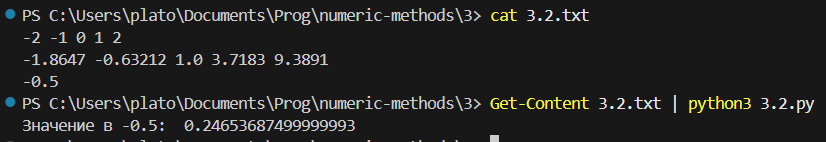 PS C:\Users\plato\Documents\Prog\numeric-methods\3> cat 3.2.txt
-2 -1 0 1 2
-1.8647 -0.63212 1.0 3.7183 9.3891
-0.5
PS C:\Users\plato\Documents\Prog\numeric-methods\3> Get-Content 3.2.txt | python3 3.2.py
Значение в -0.5:  0.24653687499999993